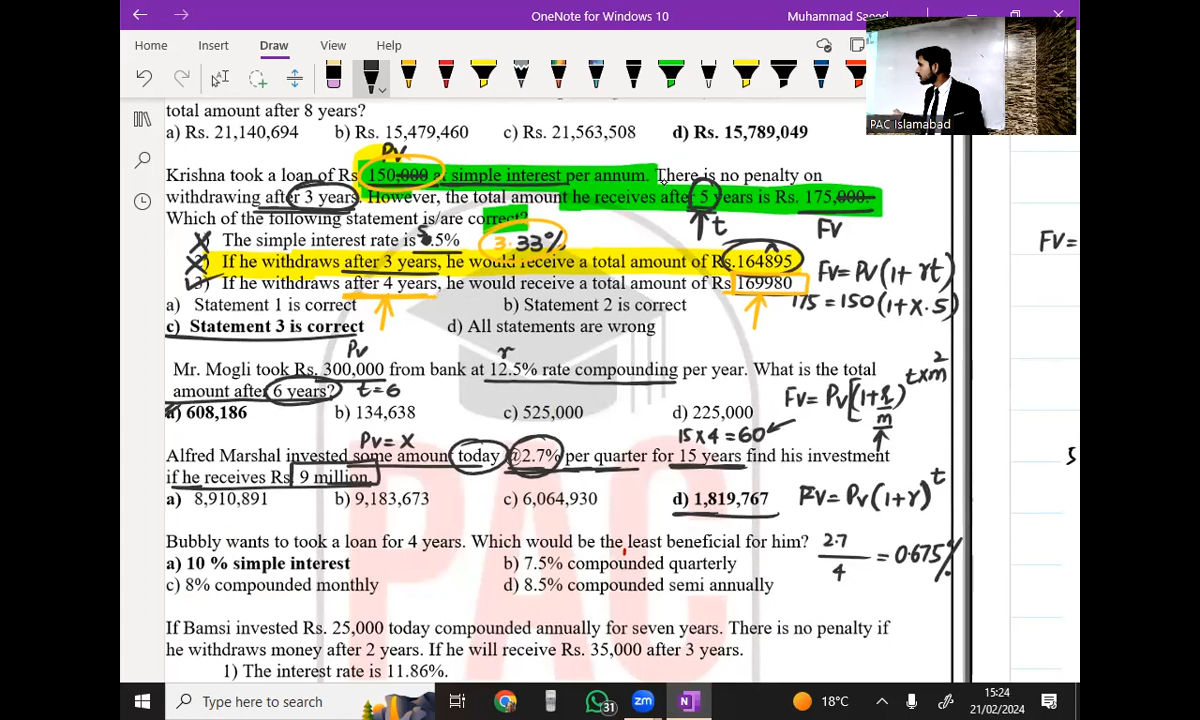 OneNote for Windows 10
Muhammad Saeed
Home Insert Draw View Help
PAC Islamabad
total amount after 8 years?
a) Rs. 21,140,694 b) Rs. 15,479,460 c) Rs. 21,563,508 d) Rs. 15,789,049
PV
Krishna took a loan of Rs 150,000 at simple interest per annum. There is no penalty on
withdrawing after 3 years. However, the total amount he receives after 5 years is Rs. 175,000.
Which of the following statement is/are correct?
t FV
The simple interest rate is .5% 3.33%
FV=
2) If he withdraws after 3 years, he would receive a total amount of Rs.164895
FV= PV(1+ rt)
3) If he withdraws after 4 years, he would receive a total amount of Rs 169980
175 = 150(1+x.5)
a) Statement 1 is correct b) Statement 2 is correct
c) Statement 3 is correct d) All statements are wrong
PV r
Mr. Mogli took Rs. 300,000 from bank at 12.5% rate compounding per year. What is the total
amount after 6 years? t=6
FV= PV[1+r/m)txm 2
a) 608,186 b) 134,638 c) 525,000 d) 225,000
PV= x 15x4=60
Alfred Marshal invested some amount today @2.7% per quarter for 15 years find his investment
if he receives Rs. 9 million.
5
a) 8,910,891 b) 9,183,673 c) 6,064,930 d) 1,819,767
FV= PV(1+r)t
Bubbly wants to took a loan for 4 years. Which would be the least beneficial for him?
2.7/4 = 0.675%
a) 10 % simple interest b) 7.5% compounded quarterly
c) 8% compounded monthly d) 8.5% compounded semi annually
PAC
If Bamsi invested Rs. 25,000 today compounded annually for seven years. There is no penalty if
he withdraws money after 2 years. If he will receive Rs. 35,000 after 3 years.
1) The interest rate is 11.86%.
Type here to search
31
zm
N
18°C
15:24
21/02/2024